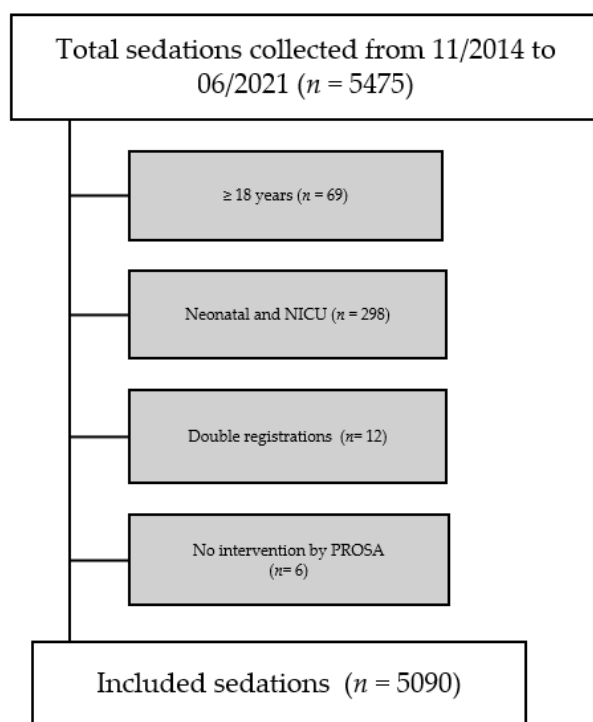 Total sedations collected from 11/2014 to
06/2021 (n = 5475)
≥ 18 years (n = 69)
Neonatal and NICU (n = 298)
Double registrations (n= 12)
No intervention by PROSA
(n= 6)
Included sedations (n = 5090)